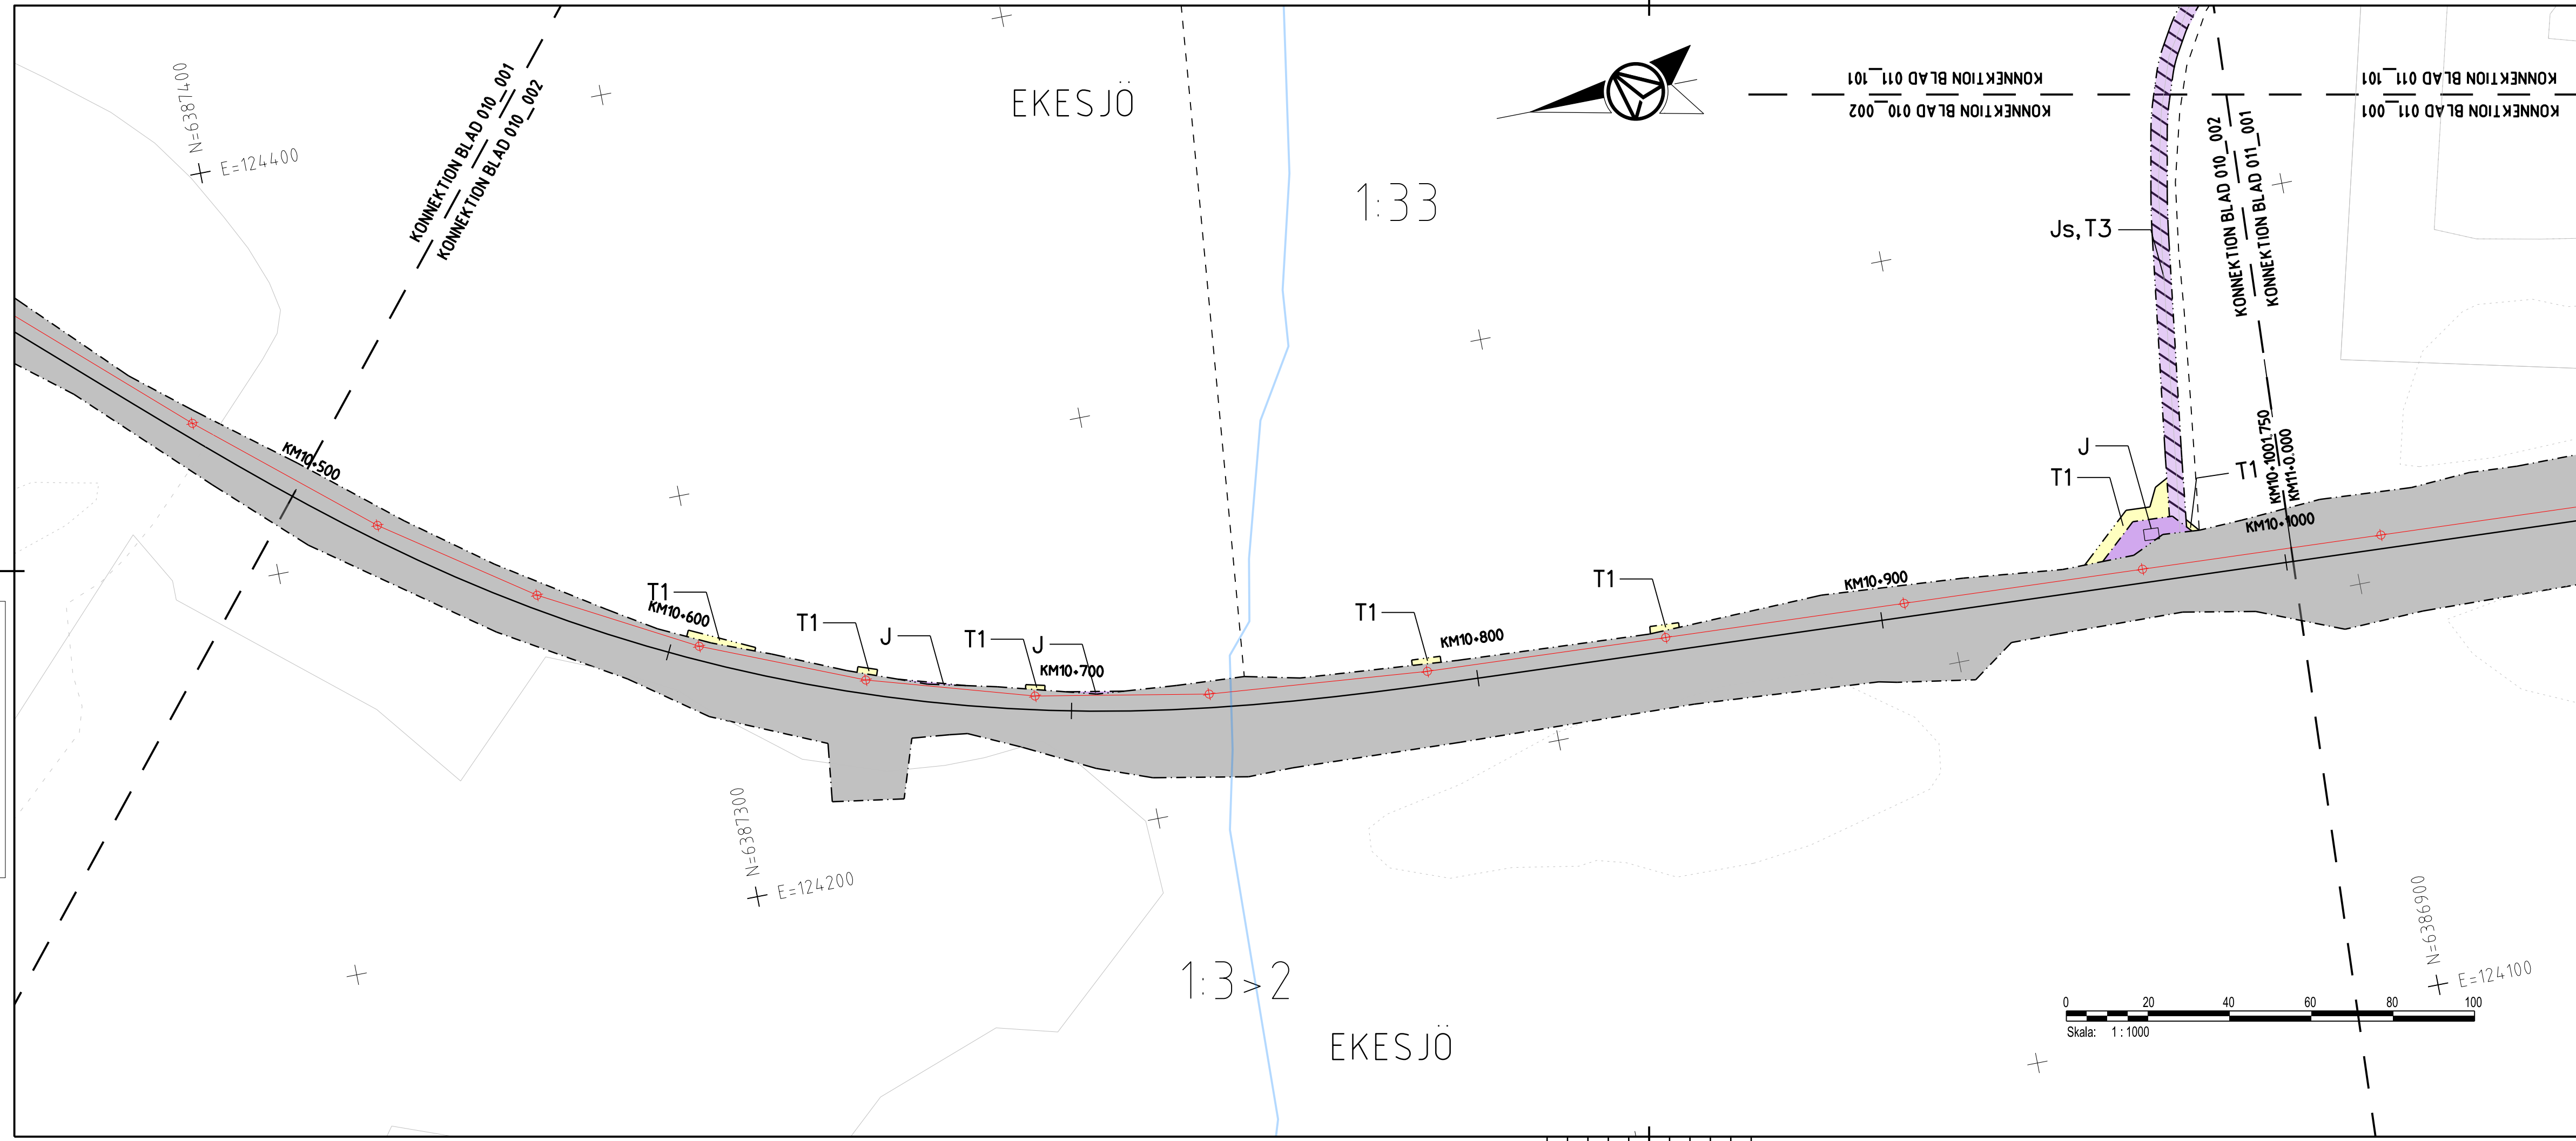 EKESJÖ
1:33
N=6387400
E=124400
KONNEKTION BLAD 010_001
KONNEKTION BLAD 010_002
KONNEKTION BLAD 011_101
KONNEKTION BLAD 010_002
KONNEKTION BLAD 011_101
KONNEKTION BLAD 011_001
KONNEKTION BLAD 010_002
KONNEKTION BLAD 011_001
Js,T3
J
T1
T1
KM10+1001.750
KM11+0.000
KM10+1000
KM10+500
T1
KM10+600
T1
J
T1
J
KM10+700
T1
KM10+800
T1
KM10+900
N=6387300
E=124200
1:3>2
EKESJÖ
N=6386900
E=124100
0 20 40 60 80 100
Skala: 1 : 1000